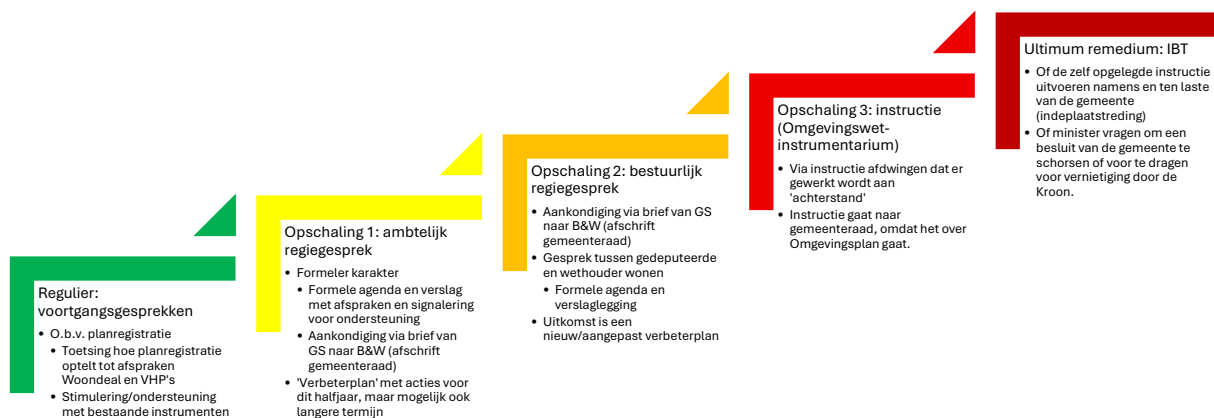 Regulier:
voortgangsgesprekken
• O.b.v. planregistratie
• Toetsing hoe planregistratie
optelt tot afspraken
Woondeal en VHP's
• Stimulering/ondersteuning
met bestaande instrumenten
Opschaling 1: ambtelijk
regiegesprek
• Formeler karakter
• Formele agenda en verslag
met afspraken en signalering
voor ondersteuning
• Aankondiging via brief van
GS naar B&W (afschrift
gemeenteraad)
• 'Verbeterplan' met acties voor
dit halfjaar, maar mogelijk ook
langere termijn
Opschaling 2: bestuurlijk
regiegesprek
• Aankondiging via brief van GS
naar B&W (afschrift
gemeenteraad)
• Gesprek tussen gedeputeerde
en wethouder wonen
• Formele agenda en
verslaglegging
• Uitkomst is een
nieuw/aangepast verbeterplan
Opschaling 3: instructie
(Omgevingswet-
instrumentarium)
• Via instructie afdwingen dat er
gewerkt wordt aan
'achterstand'
• Instructie gaat naar
gemeenteraad, omdat het over
Omgevingsplan gaat.
Ultimum remedium: IBT
• Of de zelf opgelegde instructie
uitvoeren namens en ten laste
van de gemeente
(indeplaatstreding)
• Of minister vragen om een
besluit van de gemeente te
schorsen of voor te dragen
voor vernietiging door de
Kroon.